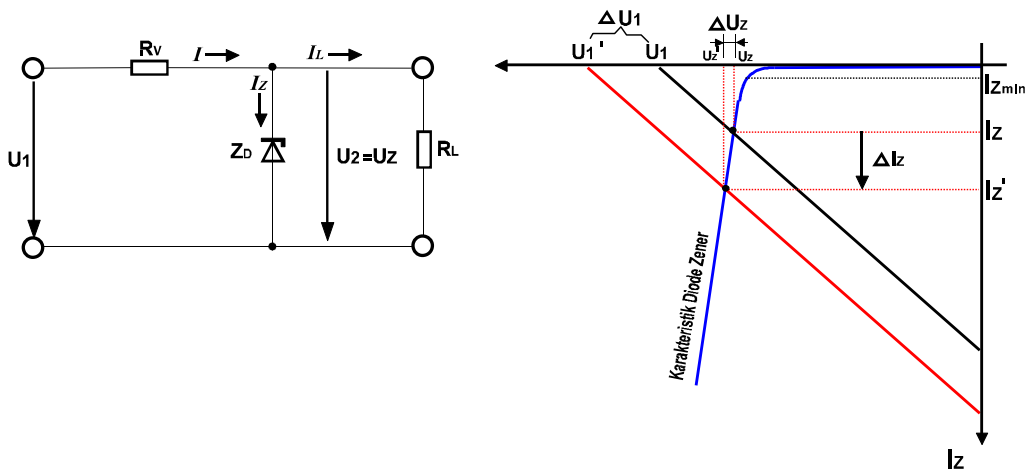 RV
I
IL
IZ
U1
ZD
U2 = UZ
RL
ΔU1
ΔUZ
U1'
U1
UZ'
UZ
IZmin
IZ
ΔIZ
IZ'
Karakteristik Diode Zener
IZ